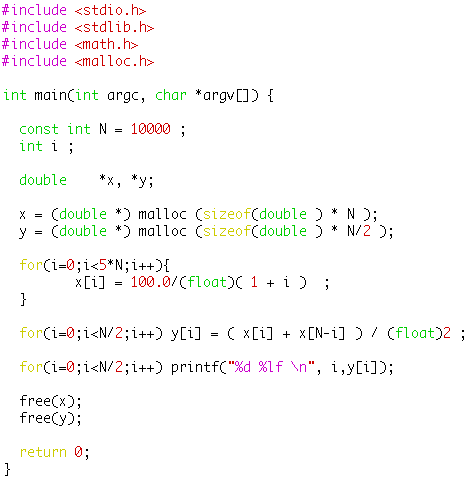 #include <stdio.h>
#include <stdlib.h>
#include <math.h>
#include <malloc.h>
int main(int argc, char *argv[]) {
const int N = 10000 ;
int i ;
double    *x, *y;
x = (double *) malloc (sizeof(double ) * N );
y = (double *) malloc (sizeof(double ) * N/2 );
for(i=0;i<5*N;i++){
x[i] = 100.0/(float)( 1 + i )  ;
}
for(i=0;i<N/2;i++) y[i] = ( x[i] + x[N-i] ) / (float)2 ;
for(i=0;i<N/2;i++) printf("%d %lf \n", i,y[i]);
free(x);
free(y);
return 0;
}